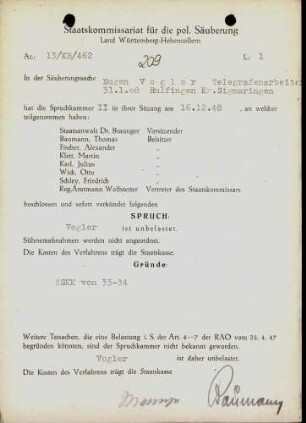 Staatskommissariat für die pol. Säuberung
Land Württemberg-Hohenzollern
Az.: 13/KB/462
L. 1
209
In der Säuberungssache Eugen Vogler Telegrafenarbeiter
31.1.08 Hulfingen Kr.Sigmaringen
hat die Spruchkammer II in ihrer Sitzung am 16.12.48, an welcher
teilgenommen haben:
Staatsanwalt Dr. Boranger Vorsitzender
Baumann, Thomas Beisitzer
Fischer, Alexander "
Klett, Martin "
Karl, Julius "
Wick, Otto "
Schley, Friedrich "
Reg.Amtmann Wolfstetter Vertreter des Staatskommissars
beschlossen und sofort verkündet folgenden
SPRUCH:
Vogler ist unbelastet.
Sühnemaßnahmen werden nicht angeordnet.
Die Kosten des Verfahrens trägt die Staatskasse.
Gründe:
NSKK von 33-34
Weitere Tatsachen, die eine Belastung i. S. der Art. 4—7 der RAO vom 25. 4. 47
begründen könnten, sind der Spruchkammer nicht bekannt geworden.
Vogler ist daher unbelastet.
Die Kosten des Verfahrens trägt die Staatskasse
Baumann